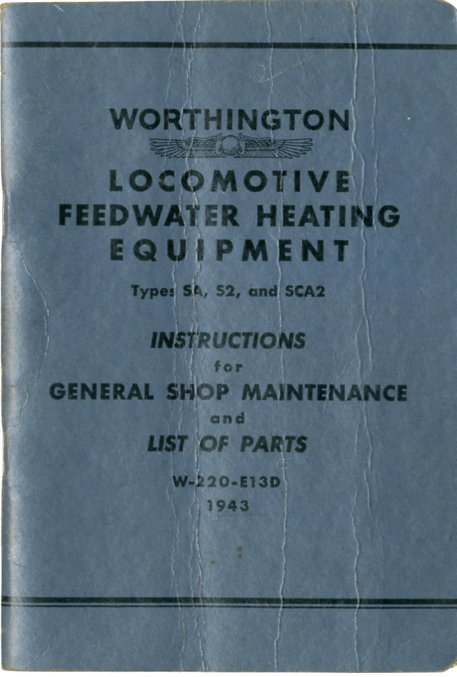 WORTHINGTON
LOCOMOTIVE
FEEDWATER HEATING
EQUIPMENT
Types SA, S2, and SCA2
INSTRUCTIONS
for
GENERAL SHOP MAINTENANCE
and
LIST OF PARTS
W-220-E13D
1943